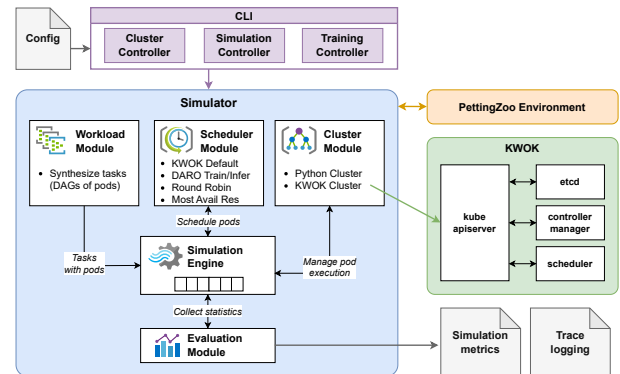 CLI
Config
Cluster
Controller
Simulation
Controller
Training
Controller
Simulator
PettingZoo Environment
Workload
Module
• Synthesize tasks
(DAGs of pods)
Scheduler
Module
• KWOK Default
• DARO Train/Infer
• Round Robin
• Most Avail Res
Cluster
Module
• Python Cluster
• KWOK Cluster
KWOK
kube
apiserver
etcd
controller
manager
scheduler
Schedule pods
Tasks
with pods
Simulation
Engine
Manage pod
execution
Collect statistics
Evaluation
Module
Simulation
metrics
Trace
logging